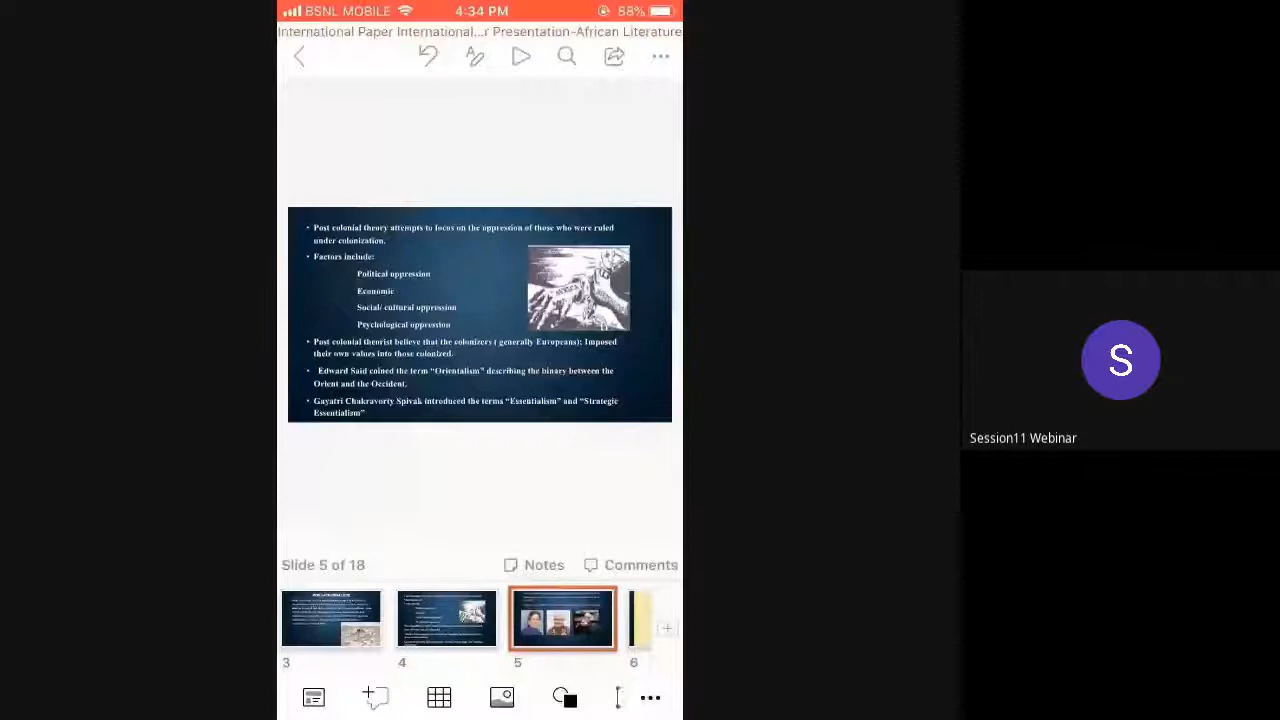 BSNL MOBILE 4:34 PM 88%
International Paper International...r Presentation-African Literature
• Post colonial theory attempts to focus on the oppression of those who were ruled
under colonization.
• Factors include:
Political oppression
Economic
Social/ cultural oppression
Psychological oppression
• Post colonial theorist believe that the colonizers ( generally Europeans); Imposed
their own values into those colonized.
• Edward Said coined the term “Orientalism” describing the binary between the
Orient and the Occident.
• Gayatri Chakravorty Spivak introduced the terms “Essentialism” and “Strategic
Essentialism”
S
Session11 Webinar
Slide 5 of 18 Notes Comments
3 4 5 6